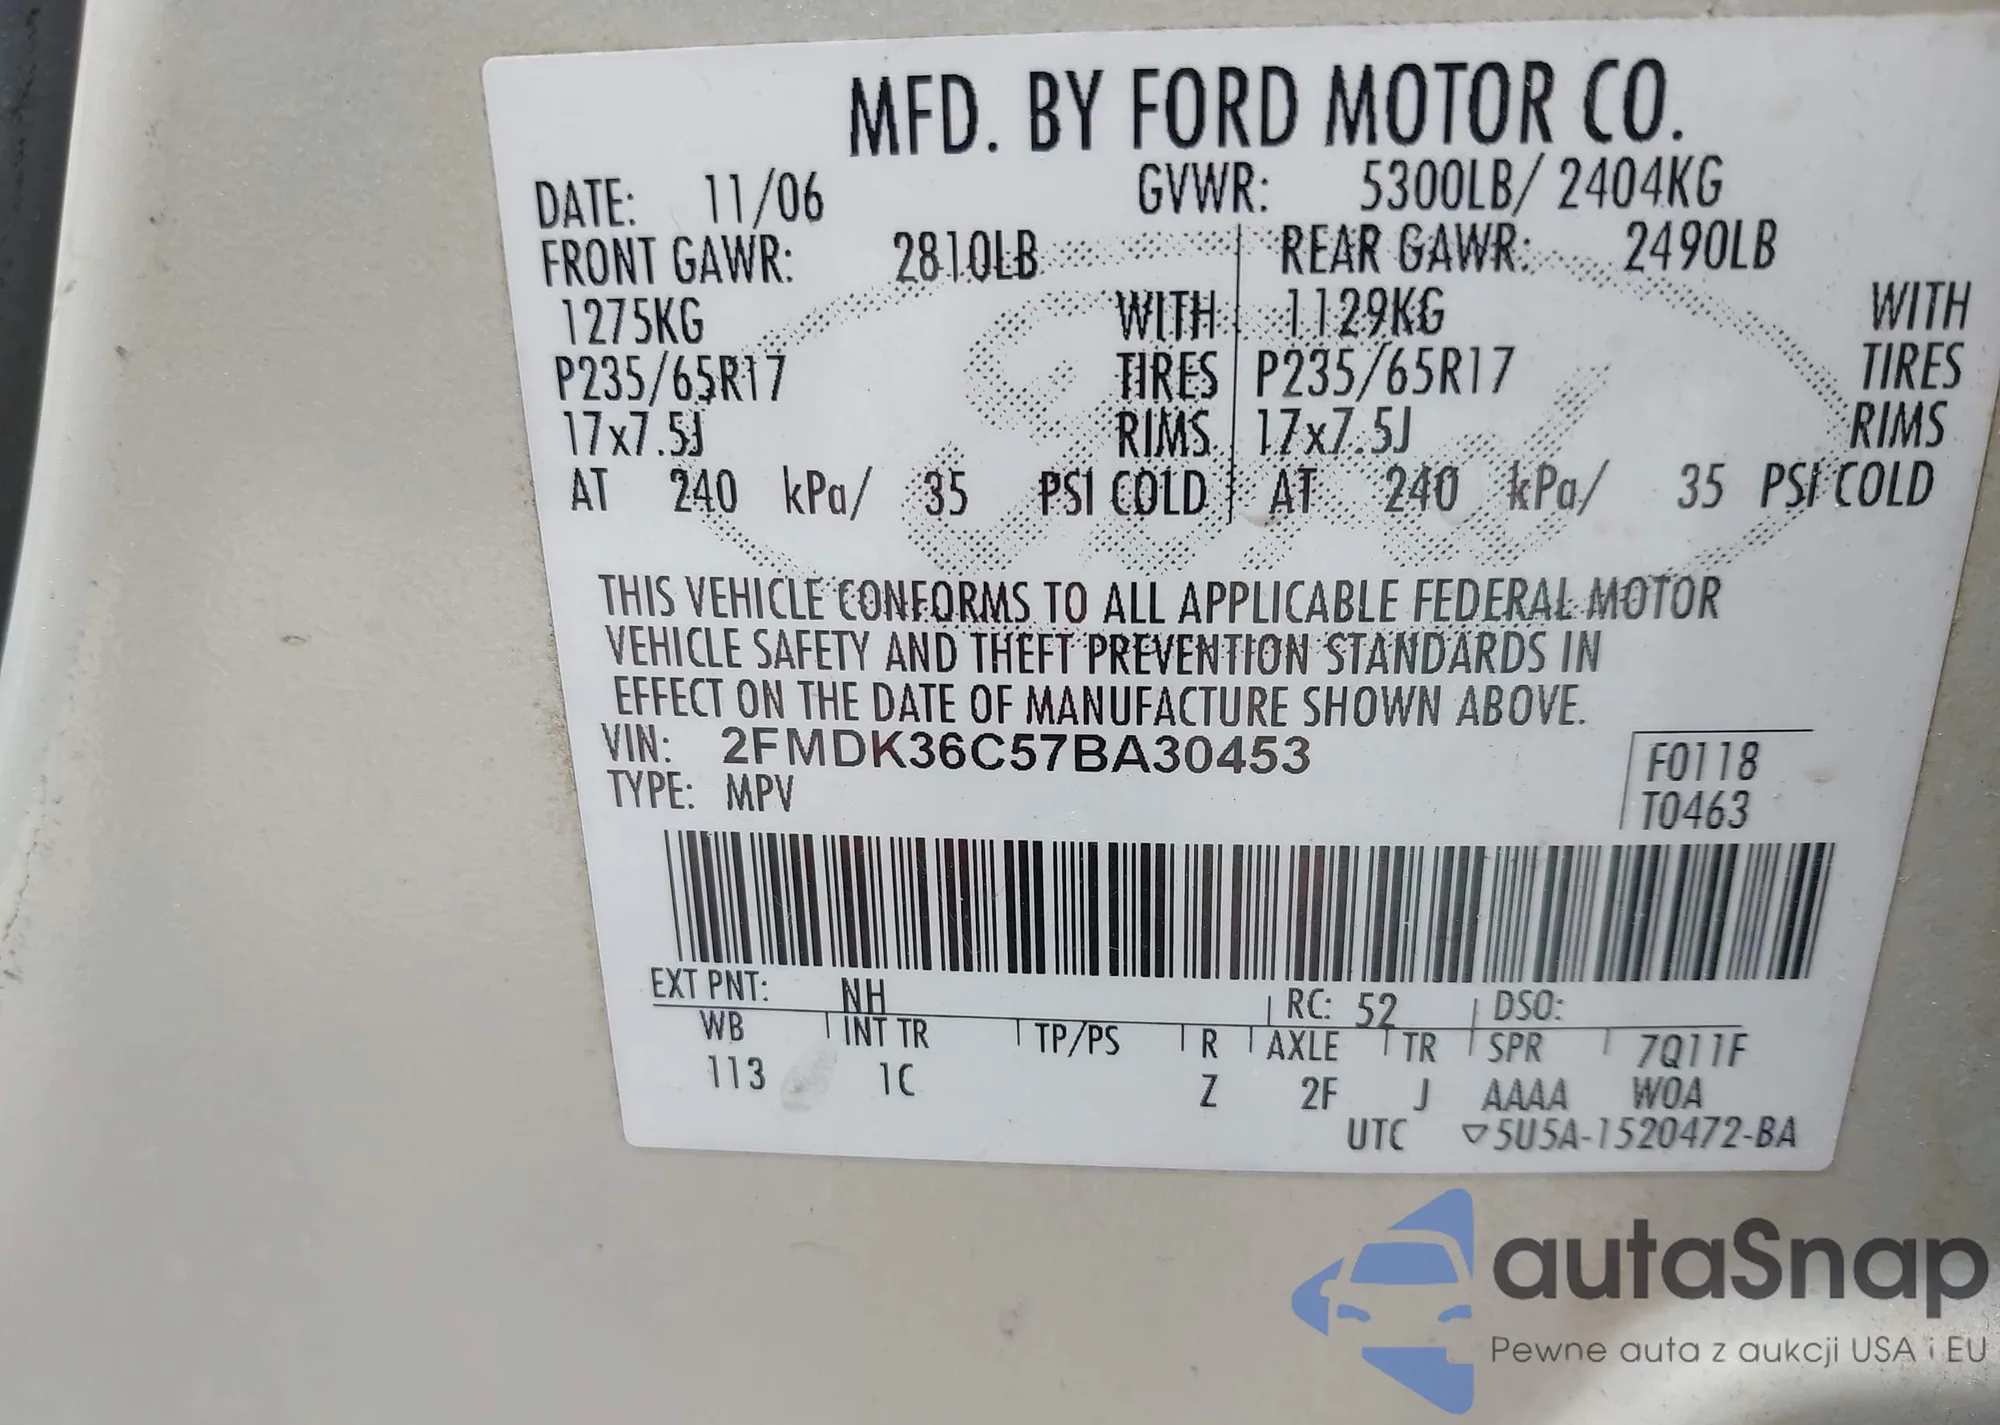 MFD. BY FORD MOTOR CO.
DATE: 11/06 GVWR: 5300LB/ 2404KG
FRONT GAWR: 2810LB REAR GAWR: 2490LB
1275KG WITH 1129KG WITH
P235/65R17 TIRES P235/65R17 TIRES
17x7.5J RIMS 17x7.5J RIMS
AT 240 kPa/ 35 PSI COLD AT 240 kPa/ 35 PSI COLD
THIS VEHICLE CONFORMS TO ALL APPLICABLE FEDERAL MOTOR
VEHICLE SAFETY AND THEFT PREVENTION STANDARDS IN
EFFECT ON THE DATE OF MANUFACTURE SHOWN ABOVE.
VIN: 2FMDK36C57BA30453 F0118
TYPE: MPV T0463
EXT PNT: NH RC: 52 DSO:
WB INT TR TP/PS R AXLE TR SPR 7Q11F
113 1C Z 2F J AAAA W0A
UTC ▽5U5A-1520472-BA
autaSnap
Pewne auta z aukcji USA i EU